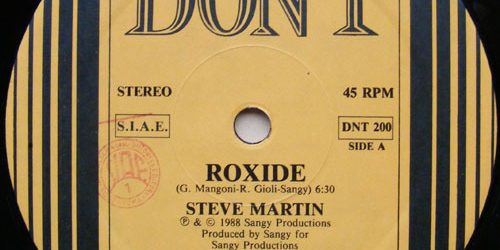 DON'T
STEREO
45 RPM
S.I.A.E.
DNT 200
SIDE A
ROXIDE
(G. Mangoni-R. Gioli-Sangy) 6:30
STEVE MARTIN
℗ & © 1988 Sangy Productions
Produced by Sangy for
Sangy Productions